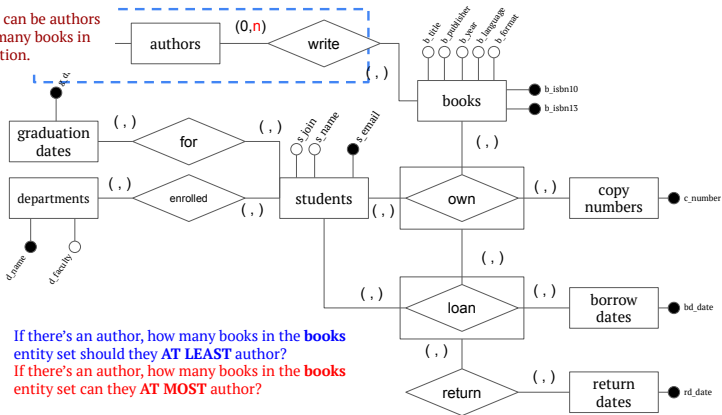 can be authors
many books in
tion.
authors
(0,n)
write
( , )
b_title
b_publisher
b_year
b_language
b_format
books
b_isbn10
b_isbn13
( , )
graduation
dates
( , )
for
( , )
s_join
s_name
s_email
departments
( , )
enrolled
( , )
students
( , )
own
( , )
copy
numbers
c_number
d_name
d_faculty
( , )
loan
( , )
borrow
dates
bd_date
( , )
return
( , )
return
dates
rd_date
If there's an author, how many books in the books
entity set should they AT LEAST author?
If there's an author, how many books in the books
entity set can they AT MOST author?